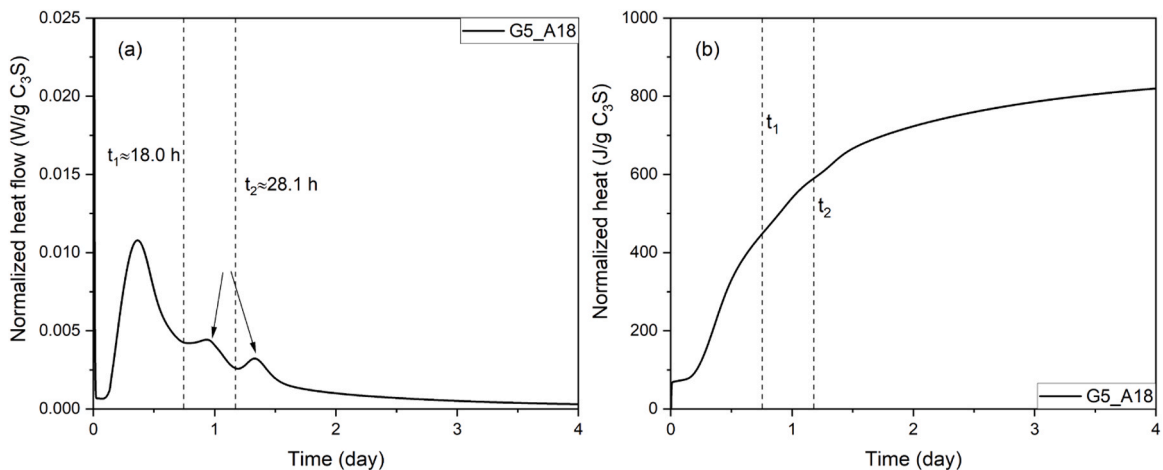 (a)
G5_A18
Normalized heat flow (W/g C₃S)
0.025
0.020
0.015
0.010
0.005
0.000
t₁≈18.0 h
t₂≈28.1 h
0 1 2 3 4
Time (day)
(b)
Normalized heat (J/g C₃S)
1000
800
600
400
200
0
t₁
t₂
G5_A18
0 1 2 3 4
Time (day)